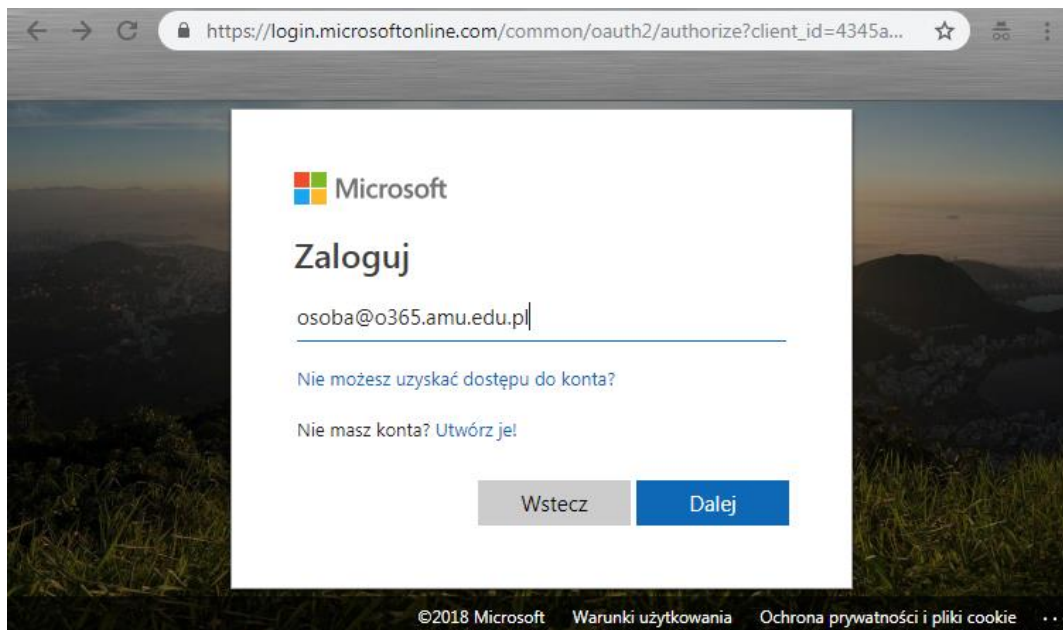 https://login.microsoftonline.com/common/oauth2/authorize?client_id=4345a...
Microsoft
Zaloguj
osoba@o365.amu.edu.pl
Nie możesz uzyskać dostępu do konta?
Nie masz konta? Utwórz je!
Wstecz Dalej
©2018 Microsoft Warunki użytkowania Ochrona prywatności i pliki cookie